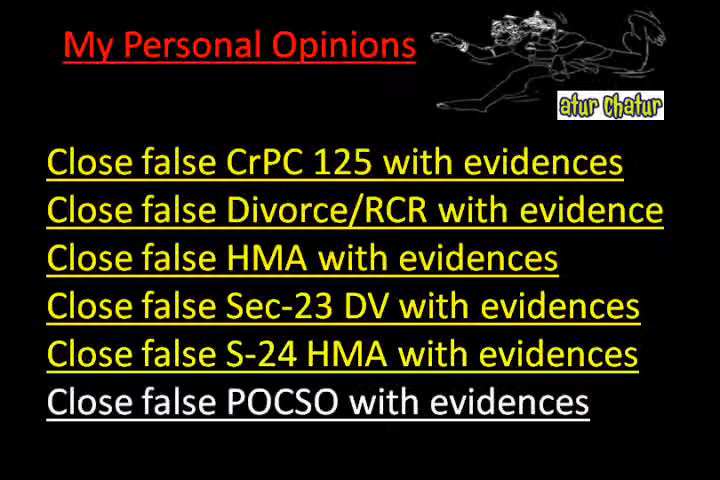 My Personal Opinions
atur Chatur
Close false CrPC 125 with evidences
Close false Divorce/RCR with evidence
Close false HMA with evidences
Close false Sec-23 DV with evidences
Close false S-24 HMA with evidences
Close false POCSO with evidences